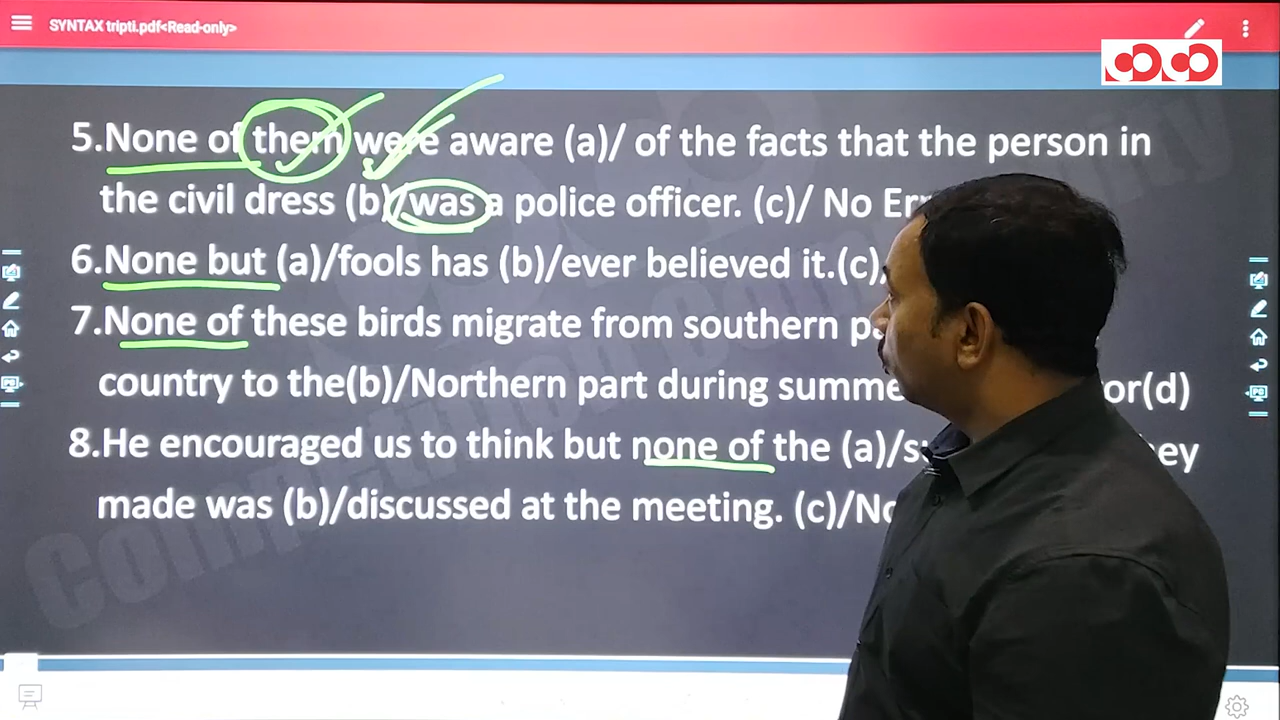 SYNTAX tripti.pdf<Read-only>
5.None of them were aware (a)/ of the facts that the person in
the civil dress (b)/was a police officer. (c)/ No
6.None but (a)/fools has (b)/ever believed it.(c)
7.None of these birds migrate from southern
country to the(b)/Northern part during
8.He encouraged us to think but none of the (a)/
made was (b)/discussed at the meeting. (c)/